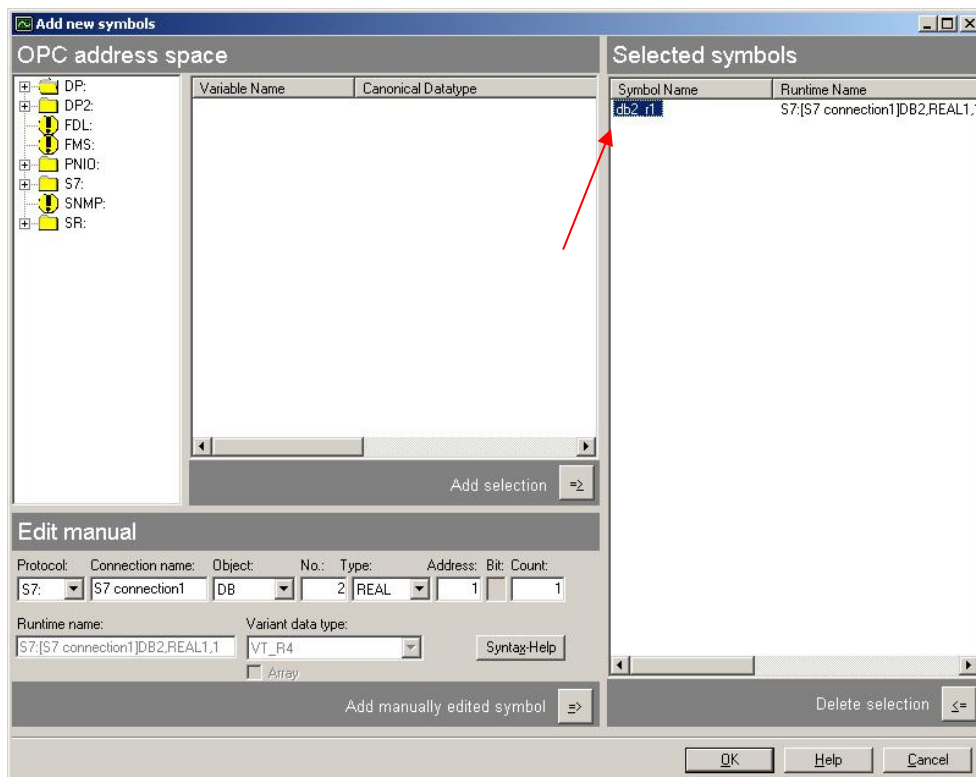 Add new symbols
OPC address space
DP:
DP2:
FDL:
FMS:
PNIO:
S7:
SNMP:
SR:
Variable Name Canonical Datatype
Add selection =>
Edit manual
Protocol: Connection name: Object: No.: Type: Address: Bit: Count:
S7: S7 connection1 DB 2 REAL 1 1
Runtime name: Variant data type:
S7:[S7 connection1]DB2,REAL1,1 VT_R4
Syntax-Help
Array
Add manually edited symbol =>
Selected symbols
Symbol Name Runtime Name
db2_r1 S7:[S7 connection1]DB2,REAL1,
Delete selection <=
OK Help Cancel